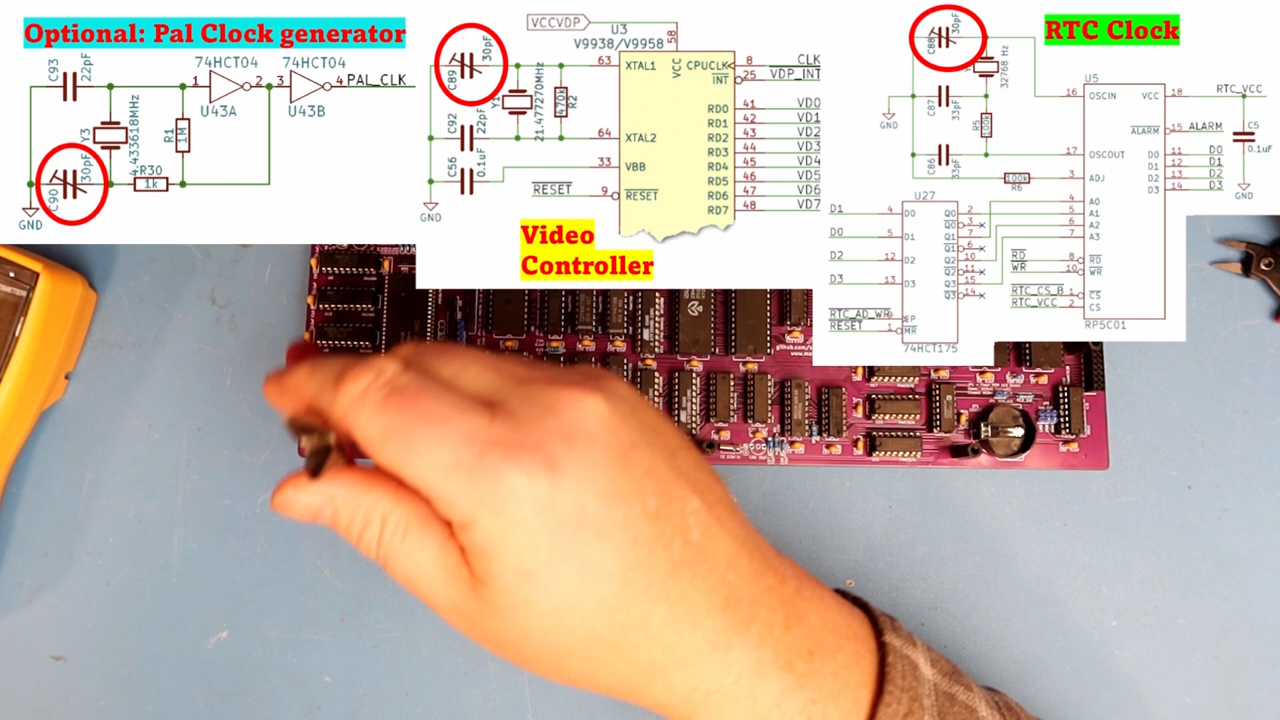 Optional: Pal Clock generator
C93
22pF
74HCT04
74HCT04
1
2
3
4
PAL_CLK
U43A
U43B
Y3
4.433618MHz
R1
1M
C90
30pF
R30
1k
GND
VCCVDP
U3
V9938/V9958
58
VCC
C89
30pF
63
XTAL1
CPUCLK
8
CLK
INT
25
VDP_INT
Y1
21.477270MHz
R2
470k
C92
22pF
64
XTAL2
C56
0.1uF
33
VBB
RESET
9
RESET
GND
RD0
41
VD0
RD1
42
VD1
RD2
43
VD2
RD3
44
VD3
RD4
45
VD4
RD5
46
VD5
RD6
47
VD6
RD7
48
VD7
Video
Controller
RTC Clock
C88
30pF
32768 Hz
GND
C87
33pF
R5
100k
C86
33pF
100k
R6
U5
16
OSCIN
VCC
18
RTC_VCC
ALARM
15
ALARM
17
OSCOUT
D0
11
D0
D1
12
D1
D2
13
D2
D3
14
D3
3
ADJ
C5
0.1uF
GND
4
A0
5
A1
6
A2
7
A3
RD
8
RD
WR
10
WR
RTC_CS_B
1
CS
RTC_VCC
2
CS
RP5C01
U27
D1
4
D0
Q0
2
Q0
3
D0
5
D1
Q1
7
Q1
6
D2
12
D2
Q2
10
Q2
11
D3
13
D3
Q3
15
Q3
14
RTC_AD_WR
RESET
1
MR
74HCT175